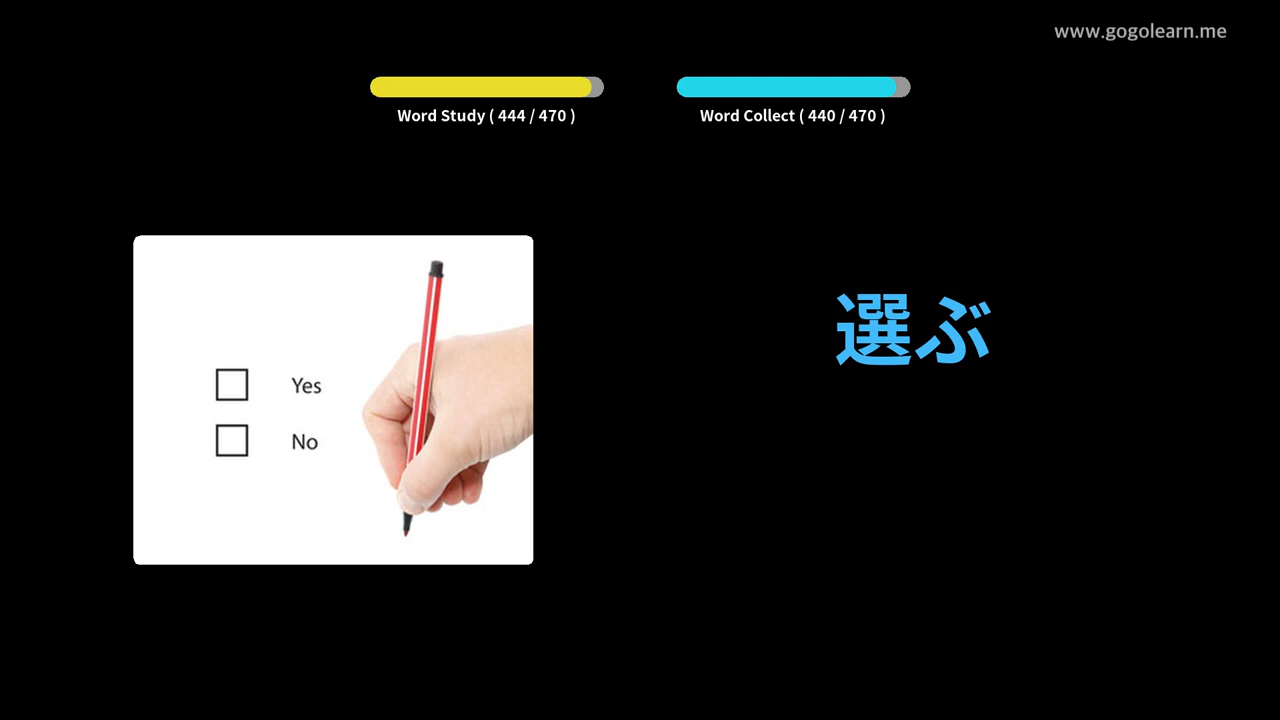 www.gogolearn.me
Word Study ( 444 / 470 )
Word Collect ( 440 / 470 )
選ぶ
Yes
No